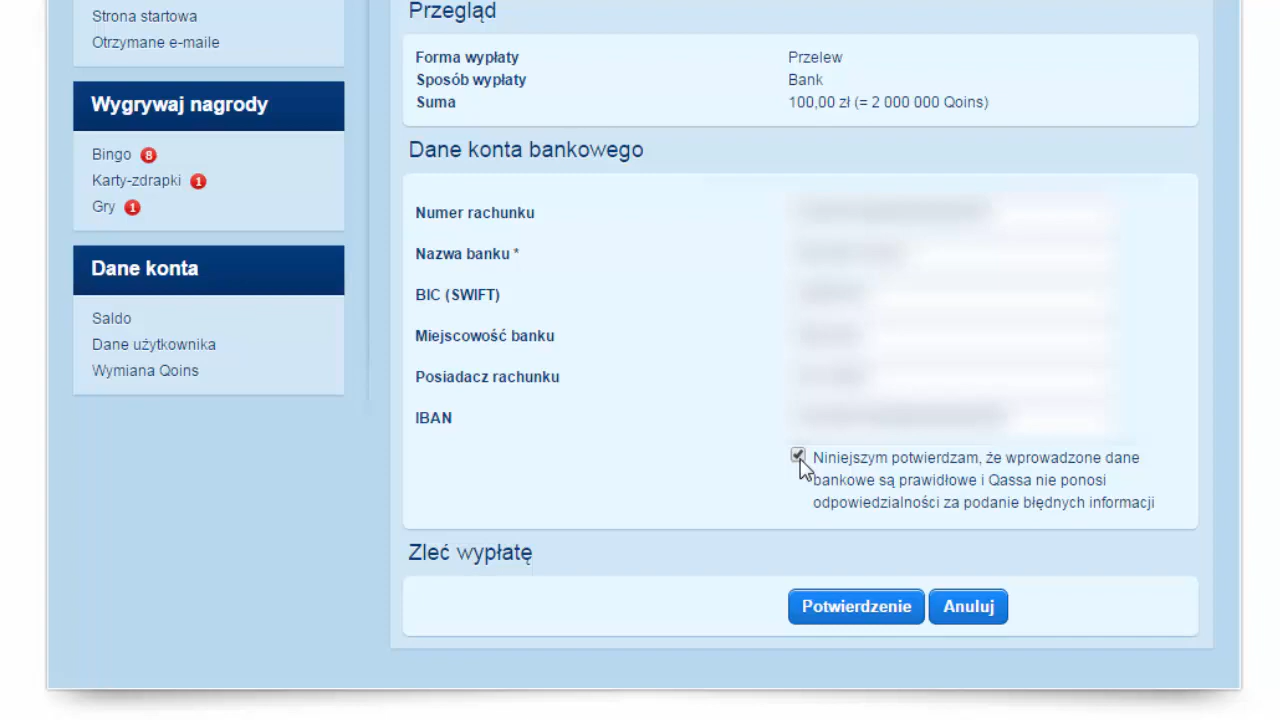 Strona startowa
Otrzymane e-maile
Wygrywaj nagrody
Bingo 8
Karty-zdrapki 1
Gry 1
Dane konta
Saldo
Dane użytkownika
Wymiana Qoins
Przegląd
Forma wypłaty Przelew
Sposób wypłaty Bank
Suma 100,00 zł (= 2 000 000 Qoins)
Dane konta bankowego
Numer rachunku
Nazwa banku *
BIC (SWIFT)
Miejscowość banku
Posiadacz rachunku
IBAN
Niniejszym potwierdzam, że wprowadzone dane
bankowe są prawidłowe i Qassa nie ponosi
odpowiedzialności za podanie błędnych informacji
Zleć wypłatę
Potwierdzenie Anuluj